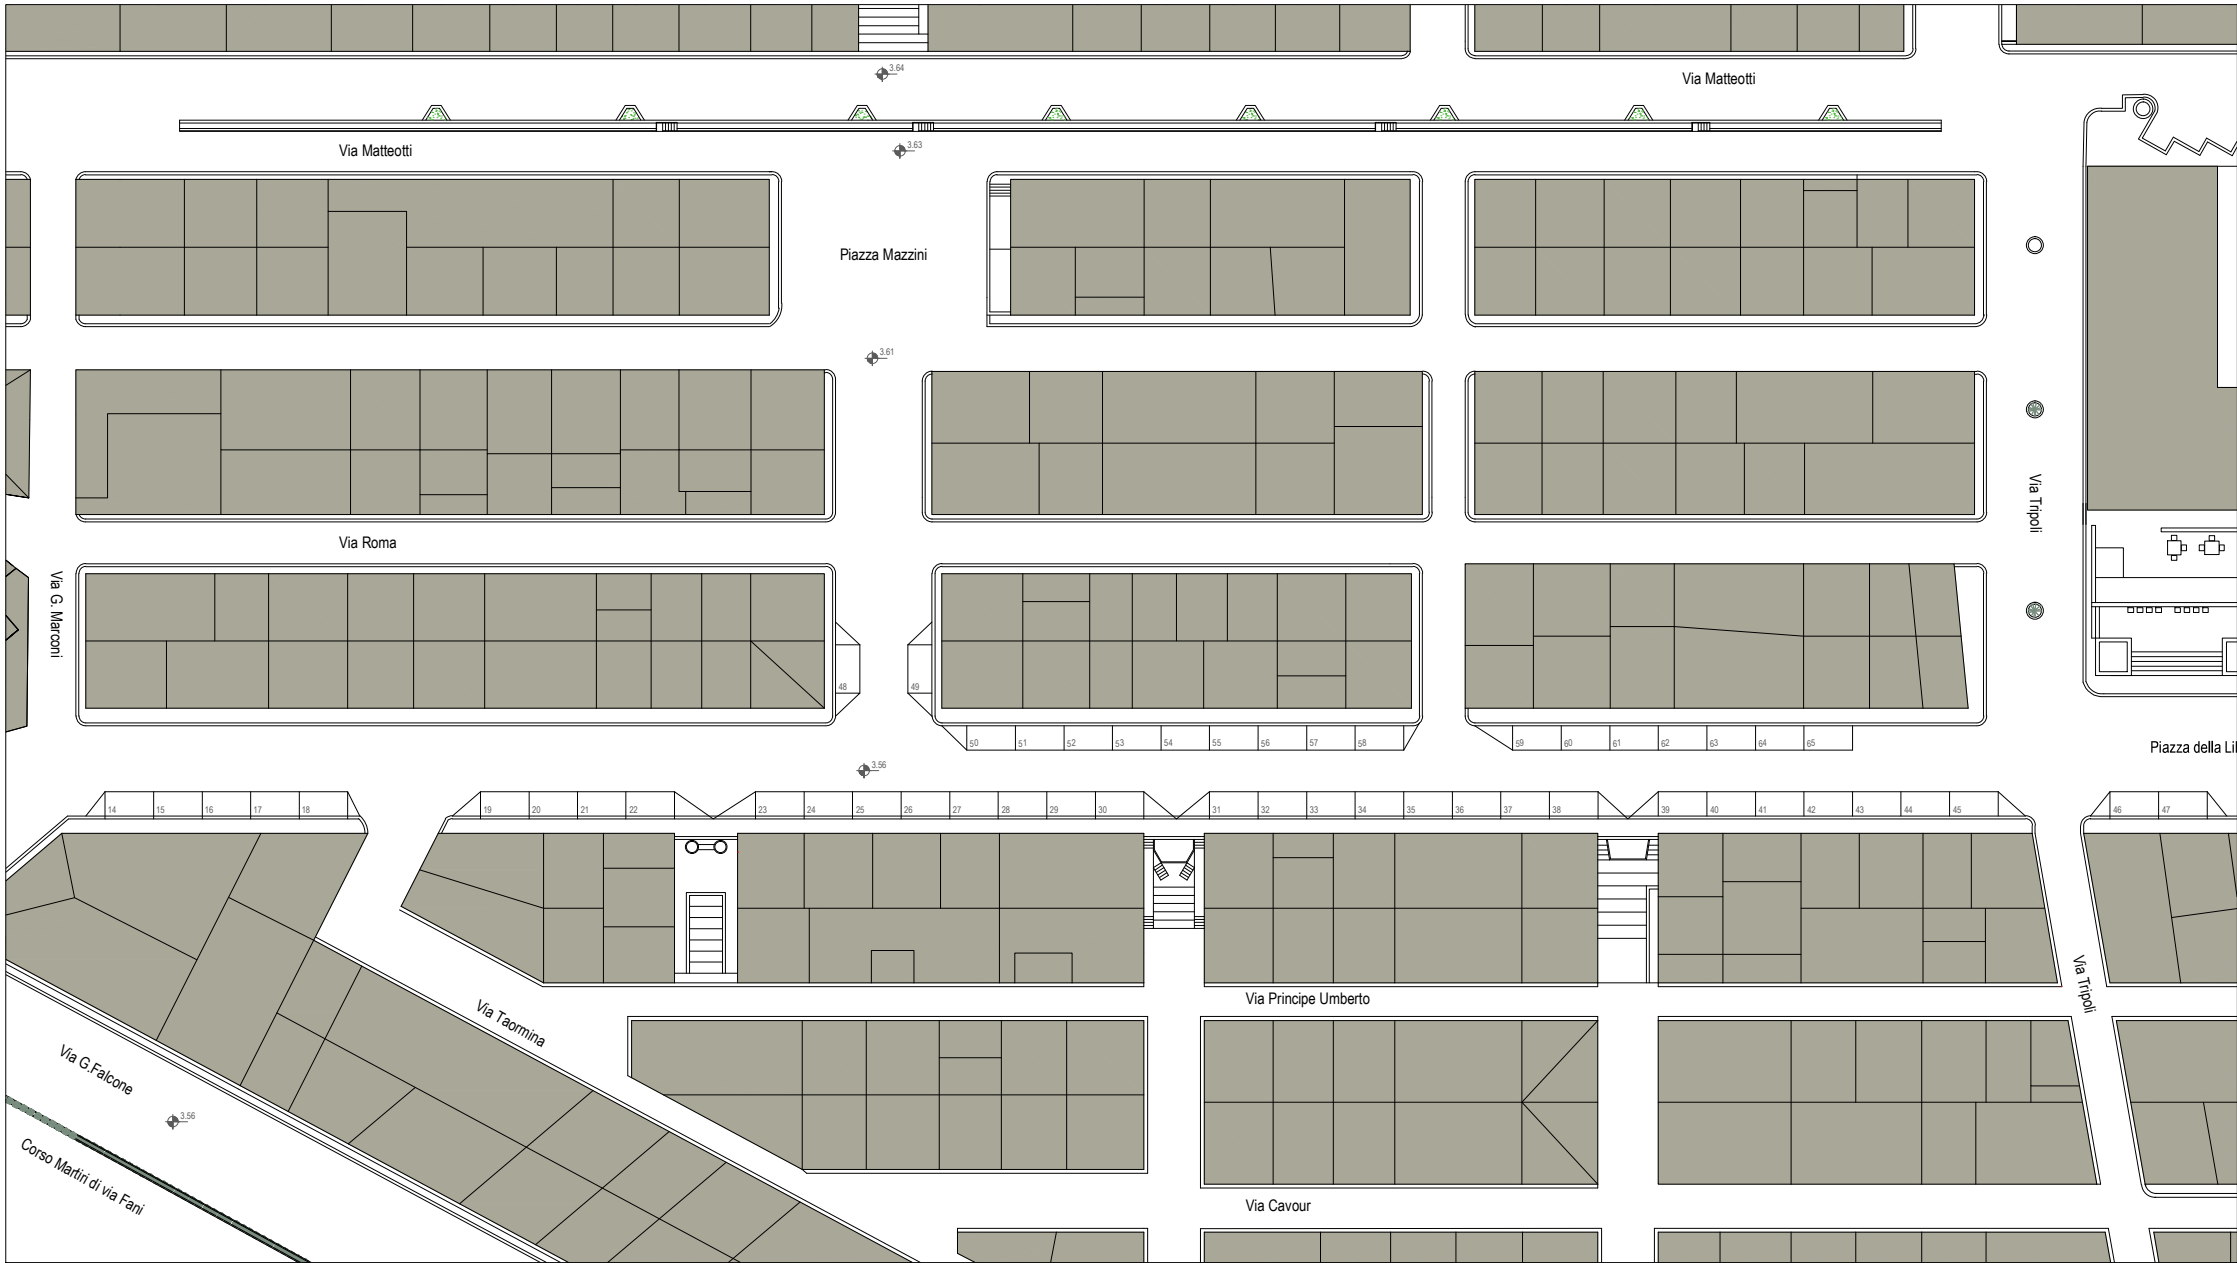 3.64
Via Matteotti
Via Matteotti
3.63
Piazza Mazzini
3.61
Via Tripoli
Via Roma
Via G. Marconi
48
49
50 51 52 53 54 55 56 57 58
59 60 61 62 63 64 65
Piazza della Li
3.56
14 15 16 17 18
19 20 21 22
23 24 25 26 27 28 29 30
31 32 33 34 35 36 37 38
39 40 41 42 43 44 45
46 47
Via Tripoli
Via Principe Umberto
Via Taormina
Via G.Falcone
3.56
Corso Martiri di via Fani
Via Cavour